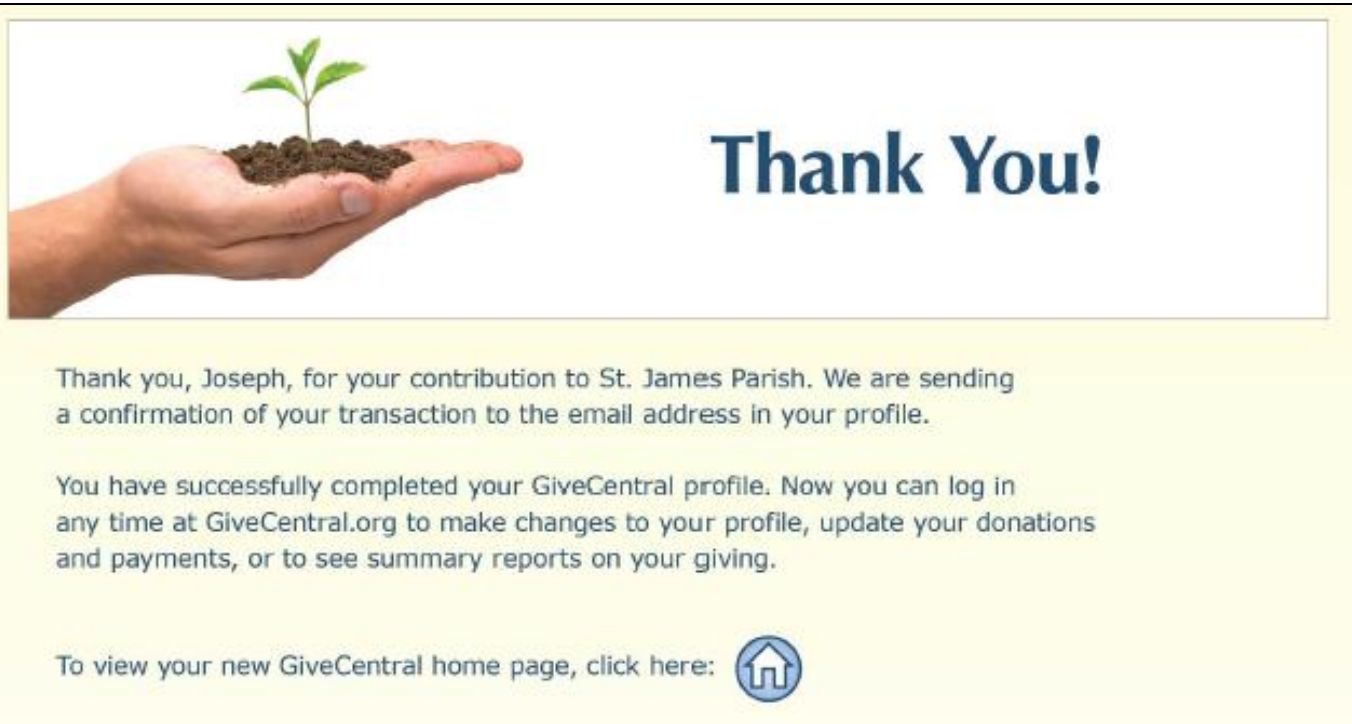 Thank You!
Thank you, Joseph, for your contribution to St. James Parish. We are sending
a confirmation of your transaction to the email address in your profile.
You have successfully completed your GiveCentral profile. Now you can log in
any time at GiveCentral.org to make changes to your profile, update your donations
and payments, or to see summary reports on your giving.
To view your new GiveCentral home page, click here: